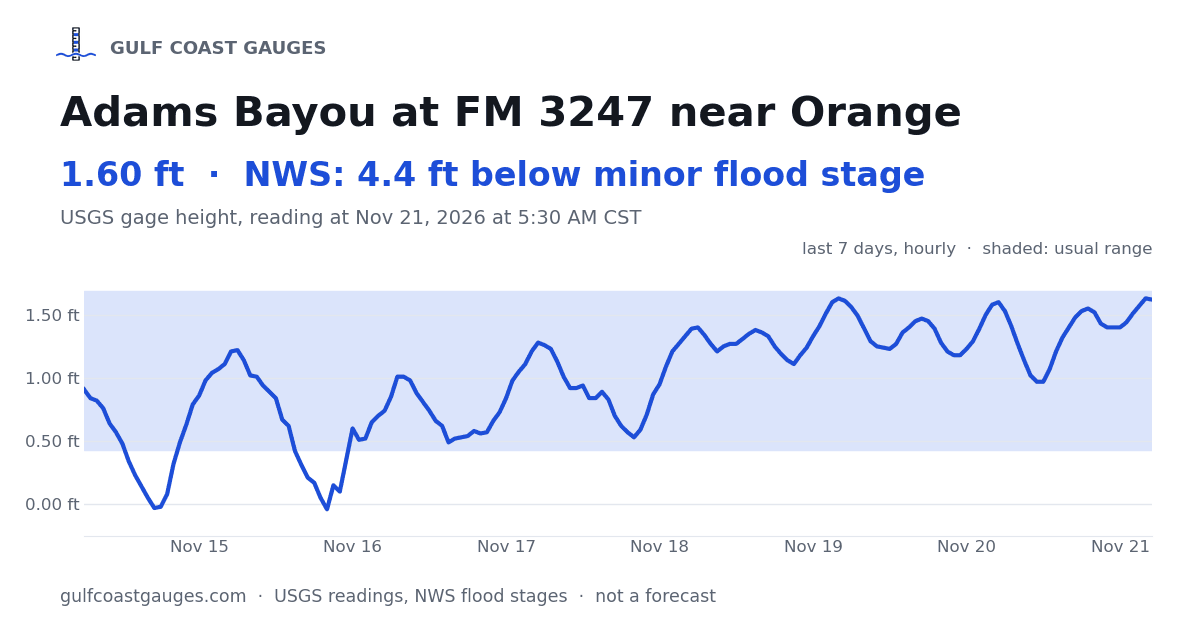 GULF COAST GAUGES
Adams Bayou at FM 3247 near Orange
1.60 ft · NWS: 4.4 ft below minor flood stage
USGS gage height, reading at Nov 21, 2026 at 5:30 AM CST
last 7 days, hourly · shaded: usual range
1.50 ft
1.00 ft
0.50 ft
0.00 ft
Nov 15 Nov 16 Nov 17 Nov 18 Nov 19 Nov 20 Nov 21
gulfcoastgauges.com · USGS readings, NWS flood stages · not a forecast